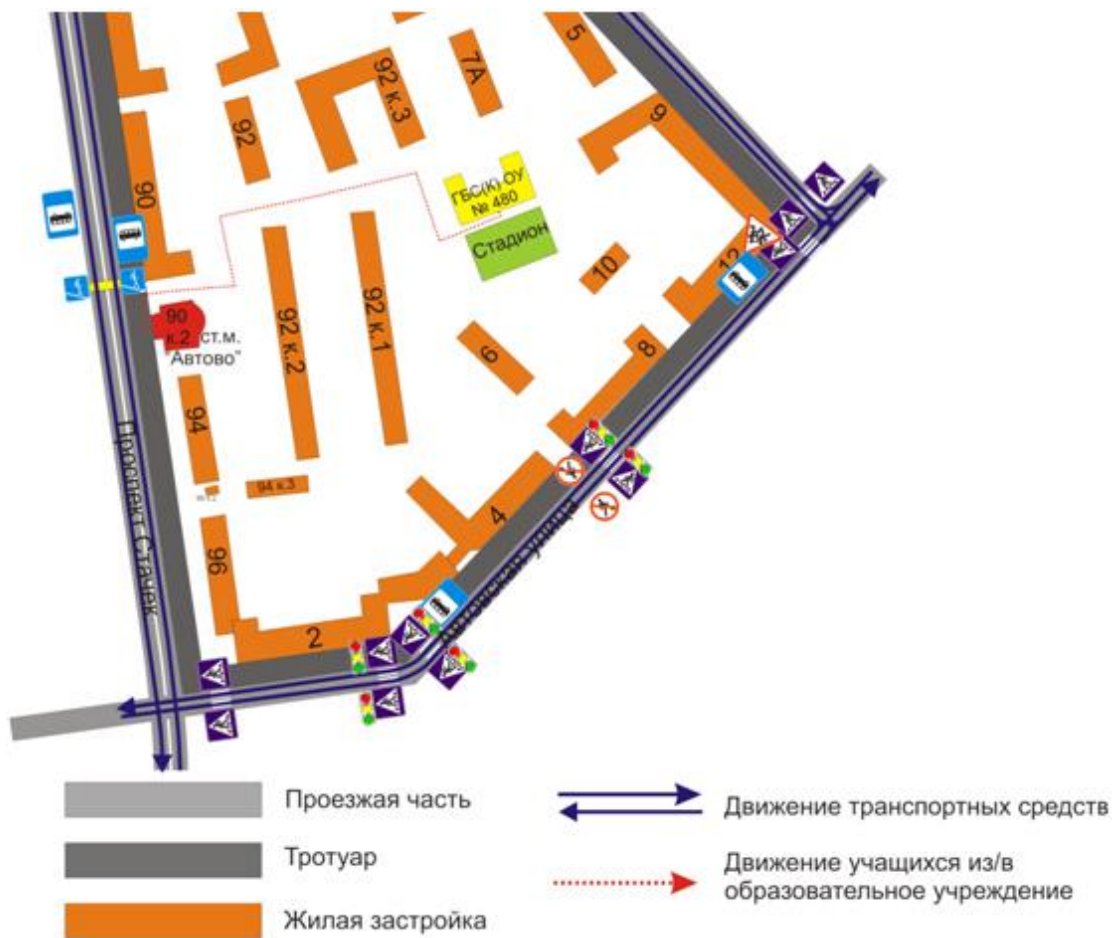 5
7А
92 к.3
9
92
90
ГБС(К) ОУ
№ 480
Стадион
12
10
90
к.2 ст.м.
"Автово"
92 к.2
92 к.1
6
8
94
94 к.3
4
96
2
Проспект Стачек
Автовская улица
Проезжая часть
Движение транспортных средств
Тротуар
Движение учащихся из/в
образовательное учреждение
Жилая застройка